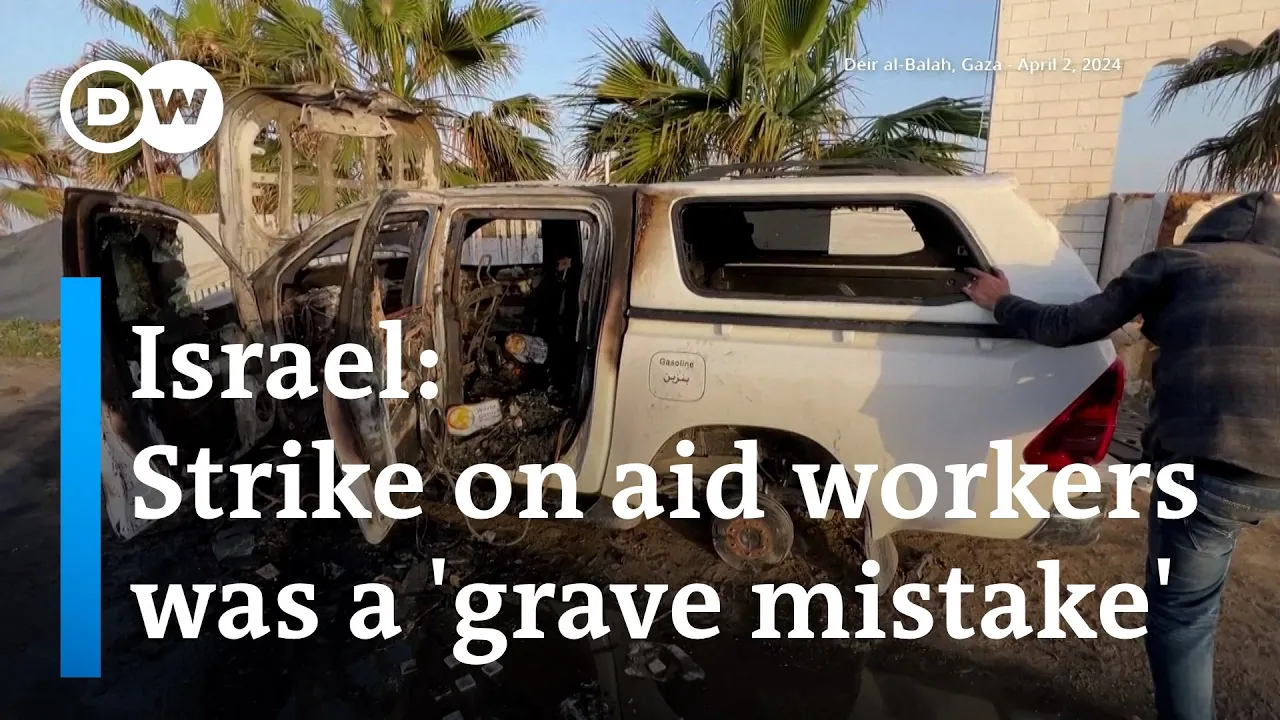 Deir al-Balah, Gaza - April 2, 2024
DW
Gasoline
بنزين
Israel:
Strike on aid workers
was a 'grave mistake'